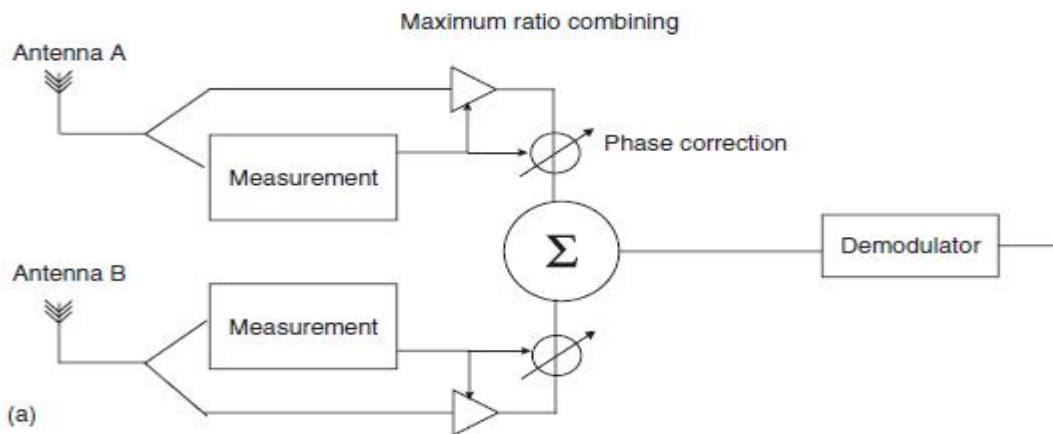 Maximum ratio combining
Antenna A
Phase correction
Measurement
Σ
Demodulator
Antenna B
Measurement
(a)